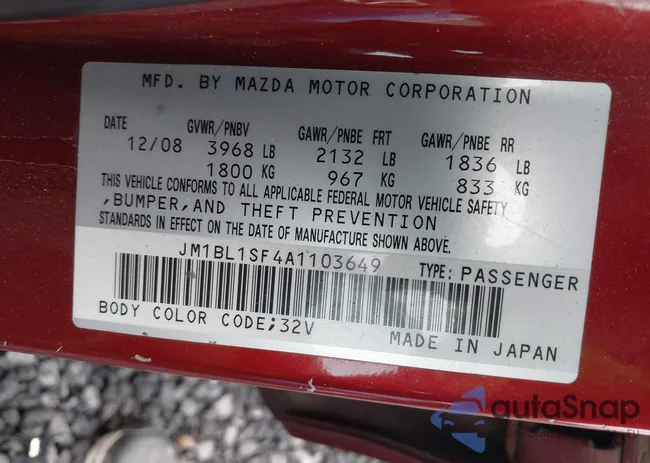 MFD. BY MAZDA MOTOR CORPORATION
DATE GVWR/PNBV GAWR/PNBE FRT GAWR/PNBE RR
12/08 3968 LB 2132 LB 1836 LB
1800 KG 967 KG 833 KG
THIS VEHICLE CONFORMS TO ALL APPLICABLE FEDERAL MOTOR VEHICLE SAFETY
,BUMPER,AND THEFT PREVENTION
STANDARDS IN EFFECT ON THE DATE OF MANUFACTURE SHOWN ABOVE.
JM1BL1SF4A1103649 TYPE: PASSENGER
BODY COLOR CODE;32V MADE IN JAPAN
autoSnap